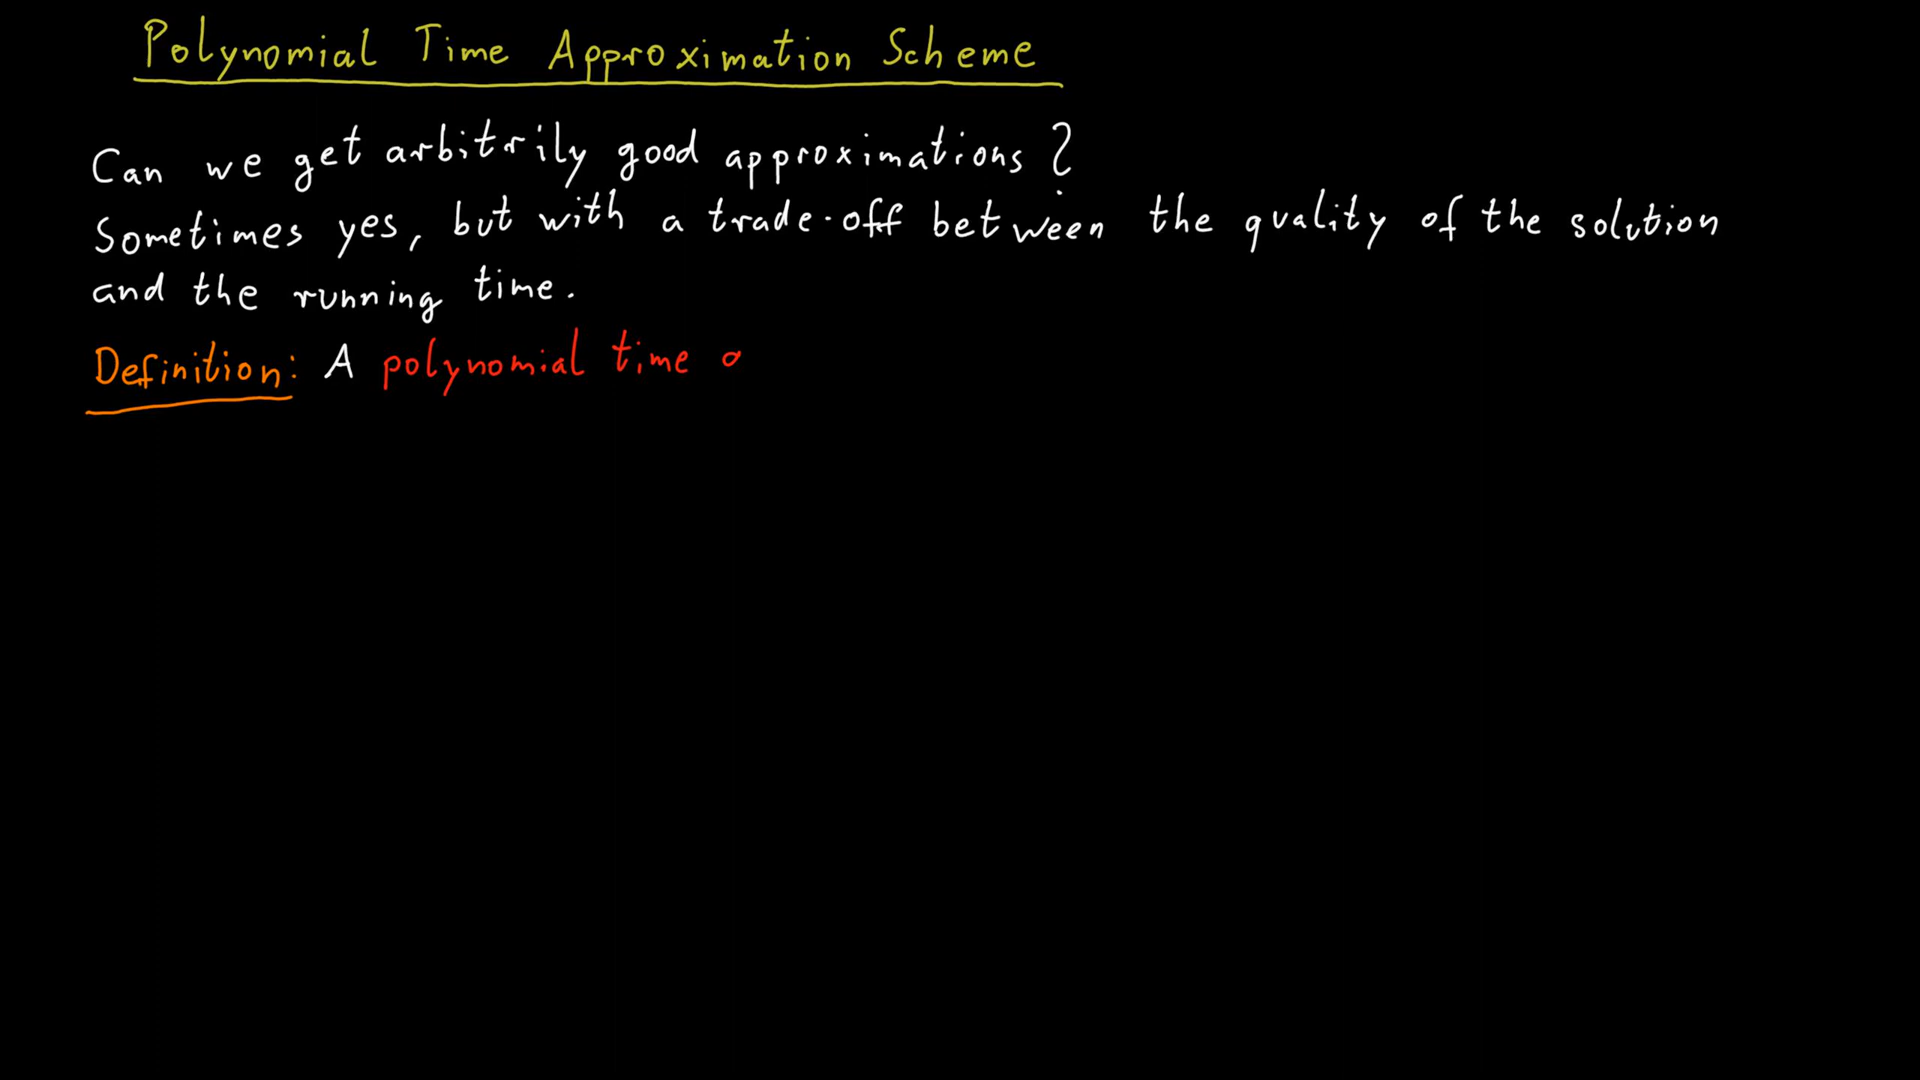 Polynomial Time Approximation Scheme
Can we get arbitrily good approximations?
Sometimes yes, but with a trade-off between the quality of the solution
and the running time.
Definition: A polynomial time a